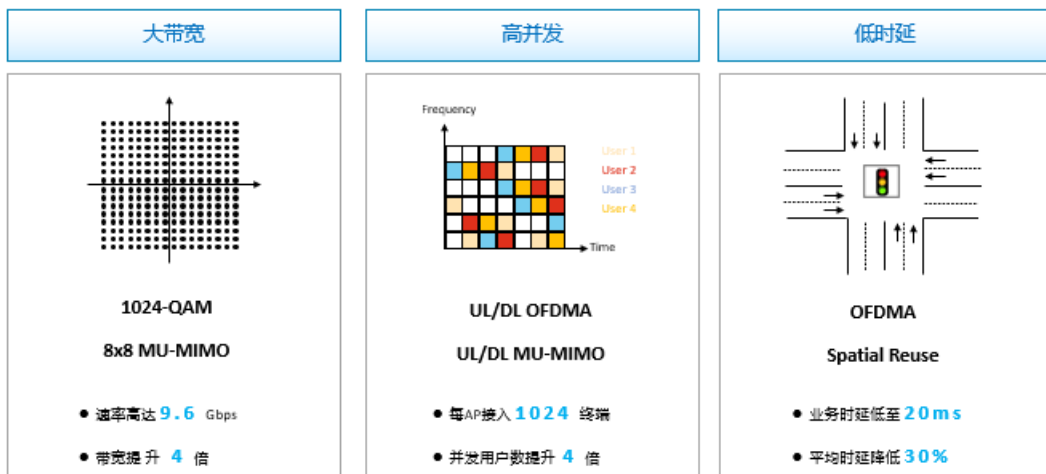 大带宽
1024-QAM
8x8 MU-MIMO
● 速率高达 9.6 Gbps
● 带宽提升 4 倍
高并发
Frequency
User 1
User 2
User 3
User 4
Time
UL/DL OFDMA
UL/DL MU-MIMO
● 每AP接入 1024 终端
● 并发用户数提升 4 倍
低时延
OFDMA
Spatial Reuse
● 业务时延低至 20ms
● 平均时延降低 30%